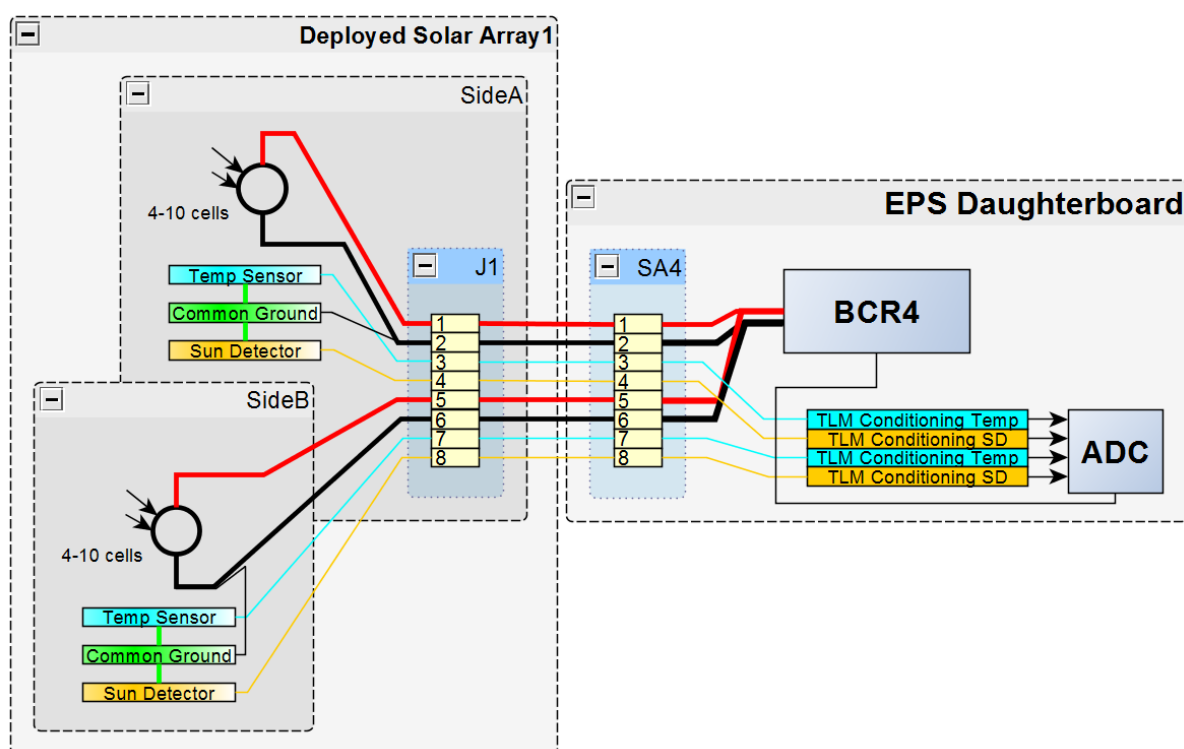 Deployed Solar Array1
SideA
4-10 cells
Temp Sensor
Common Ground
Sun Detector
J1
1
2
3
4
5
6
7
8
SideB
4-10 cells
Temp Sensor
Common Ground
Sun Detector
EPS Daughterboard
SA4
1
2
3
4
5
6
7
8
BCR4
TLM Conditioning Temp
TLM Conditioning SD
TLM Conditioning Temp
TLM Conditioning SD
ADC